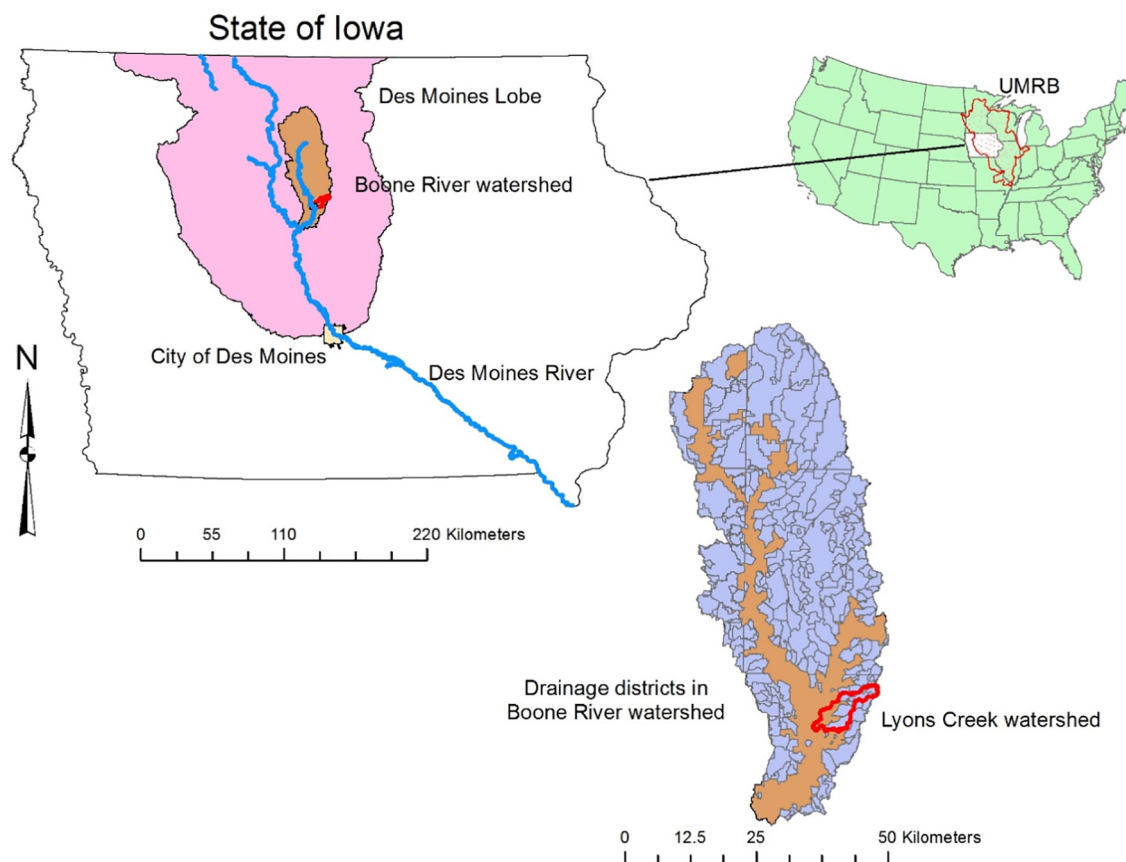 State of Iowa
Des Moines Lobe
Boone River watershed
City of Des Moines
Des Moines River
UMRB
N
0 55 110 220 Kilometers
Drainage districts in
Boone River watershed
Lyons Creek watershed
0 12.5 25 50 Kilometers